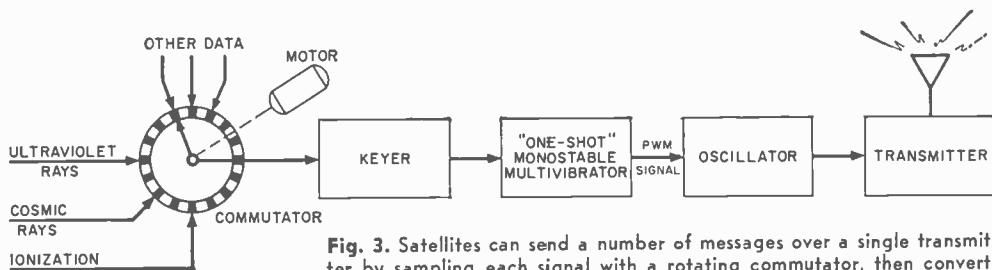 OTHER DATA
MOTOR
ULTRAVIOLET
RAYS
COSMIC
RAYS
IONIZATION
COMMUTATOR
KEYER
"ONE-SHOT"
MONOSTABLE
MULTIVIBRATOR
PWM
SIGNAL
OSCILLATOR
TRANSMITTER
Fig. 3. Satellites can send a number of messages over a single transmit-
ter by sampling each signal with a rotating commutator, then convert